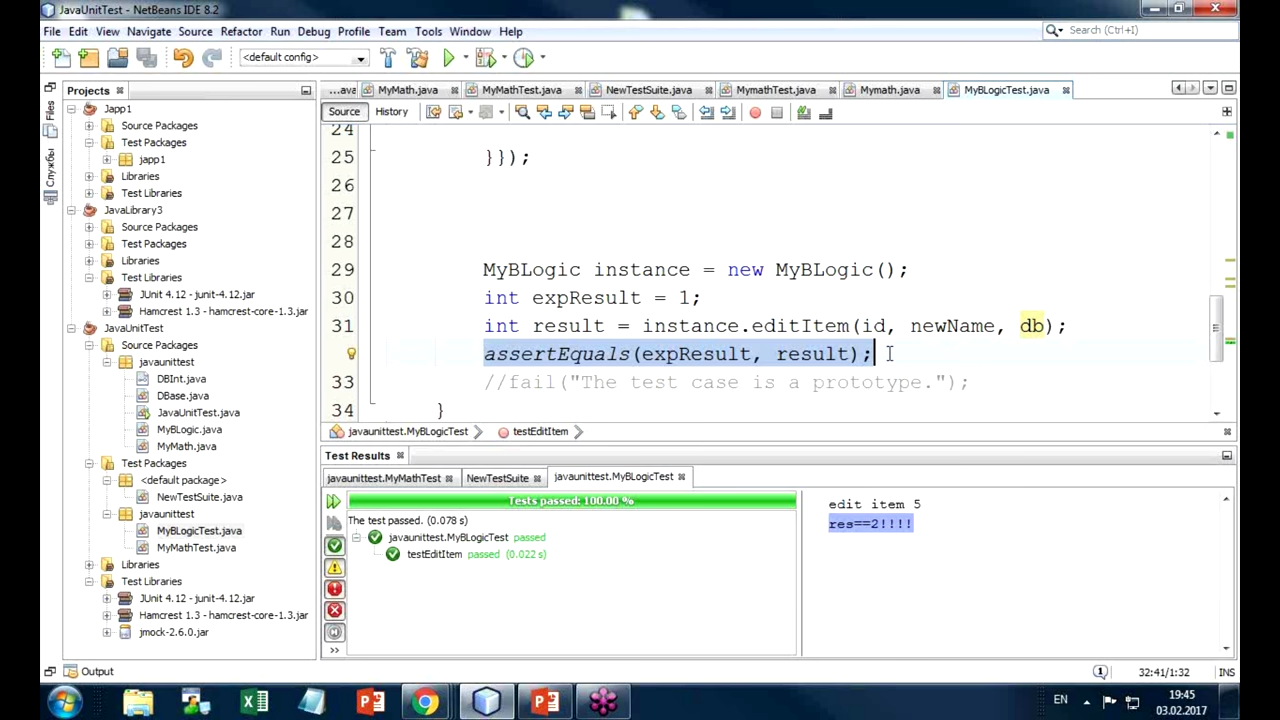 JavaUnitTest - NetBeans IDE 8.2
File Edit View Navigate Source Refactor Run Debug Profile Team Tools Window Help
Search (Ctrl+I)
<default config>
Projects
...ava MyMath.java MyMathTest.java NewTestSuite.java MymathTest.java Mymath.java MyBLogicTest.java
Source History
Files
Службы
Japp1
Source Packages
Test Packages
japp1
Libraries
Test Libraries
JavaLibrary3
Source Packages
Test Packages
Libraries
Test Libraries
JUnit 4.12 - junit-4.12.jar
Hamcrest 1.3 - hamcrest-core-1.3.jar
JavaUnitTest
Source Packages
javaunittest
DBInt.java
DBase.java
JavaUnitTest.java
MyBLogic.java
MyMath.java
Test Packages
<default package>
NewTestSuite.java
javaunittest
MyBLogicTest.java
MyMathTest.java
Libraries
Test Libraries
JUnit 4.12 - junit-4.12.jar
Hamcrest 1.3 - hamcrest-core-1.3.jar
jmock-2.6.0.jar
24
25 }});
26
27
28
29 MyBLogic instance = new MyBLogic();
30 int expResult = 1;
31 int result = instance.editItem(id, newName, db);
32 assertEquals(expResult, result);
33 //fail("The test case is a prototype.");
34 }
javaunittest.MyBLogicTest testEditItem
Test Results
javaunittest.MyMathTest NewTestSuite javaunittest.MyBLogicTest
Tests passed: 100.00 %
The test passed. (0.078 s)
javaunittest.MyBLogicTest passed
testEditItem passed (0.022 s)
edit item 5
res==2!!!!
Output
1 32:41/1:32 INS
EN 19:45
03.02.2017